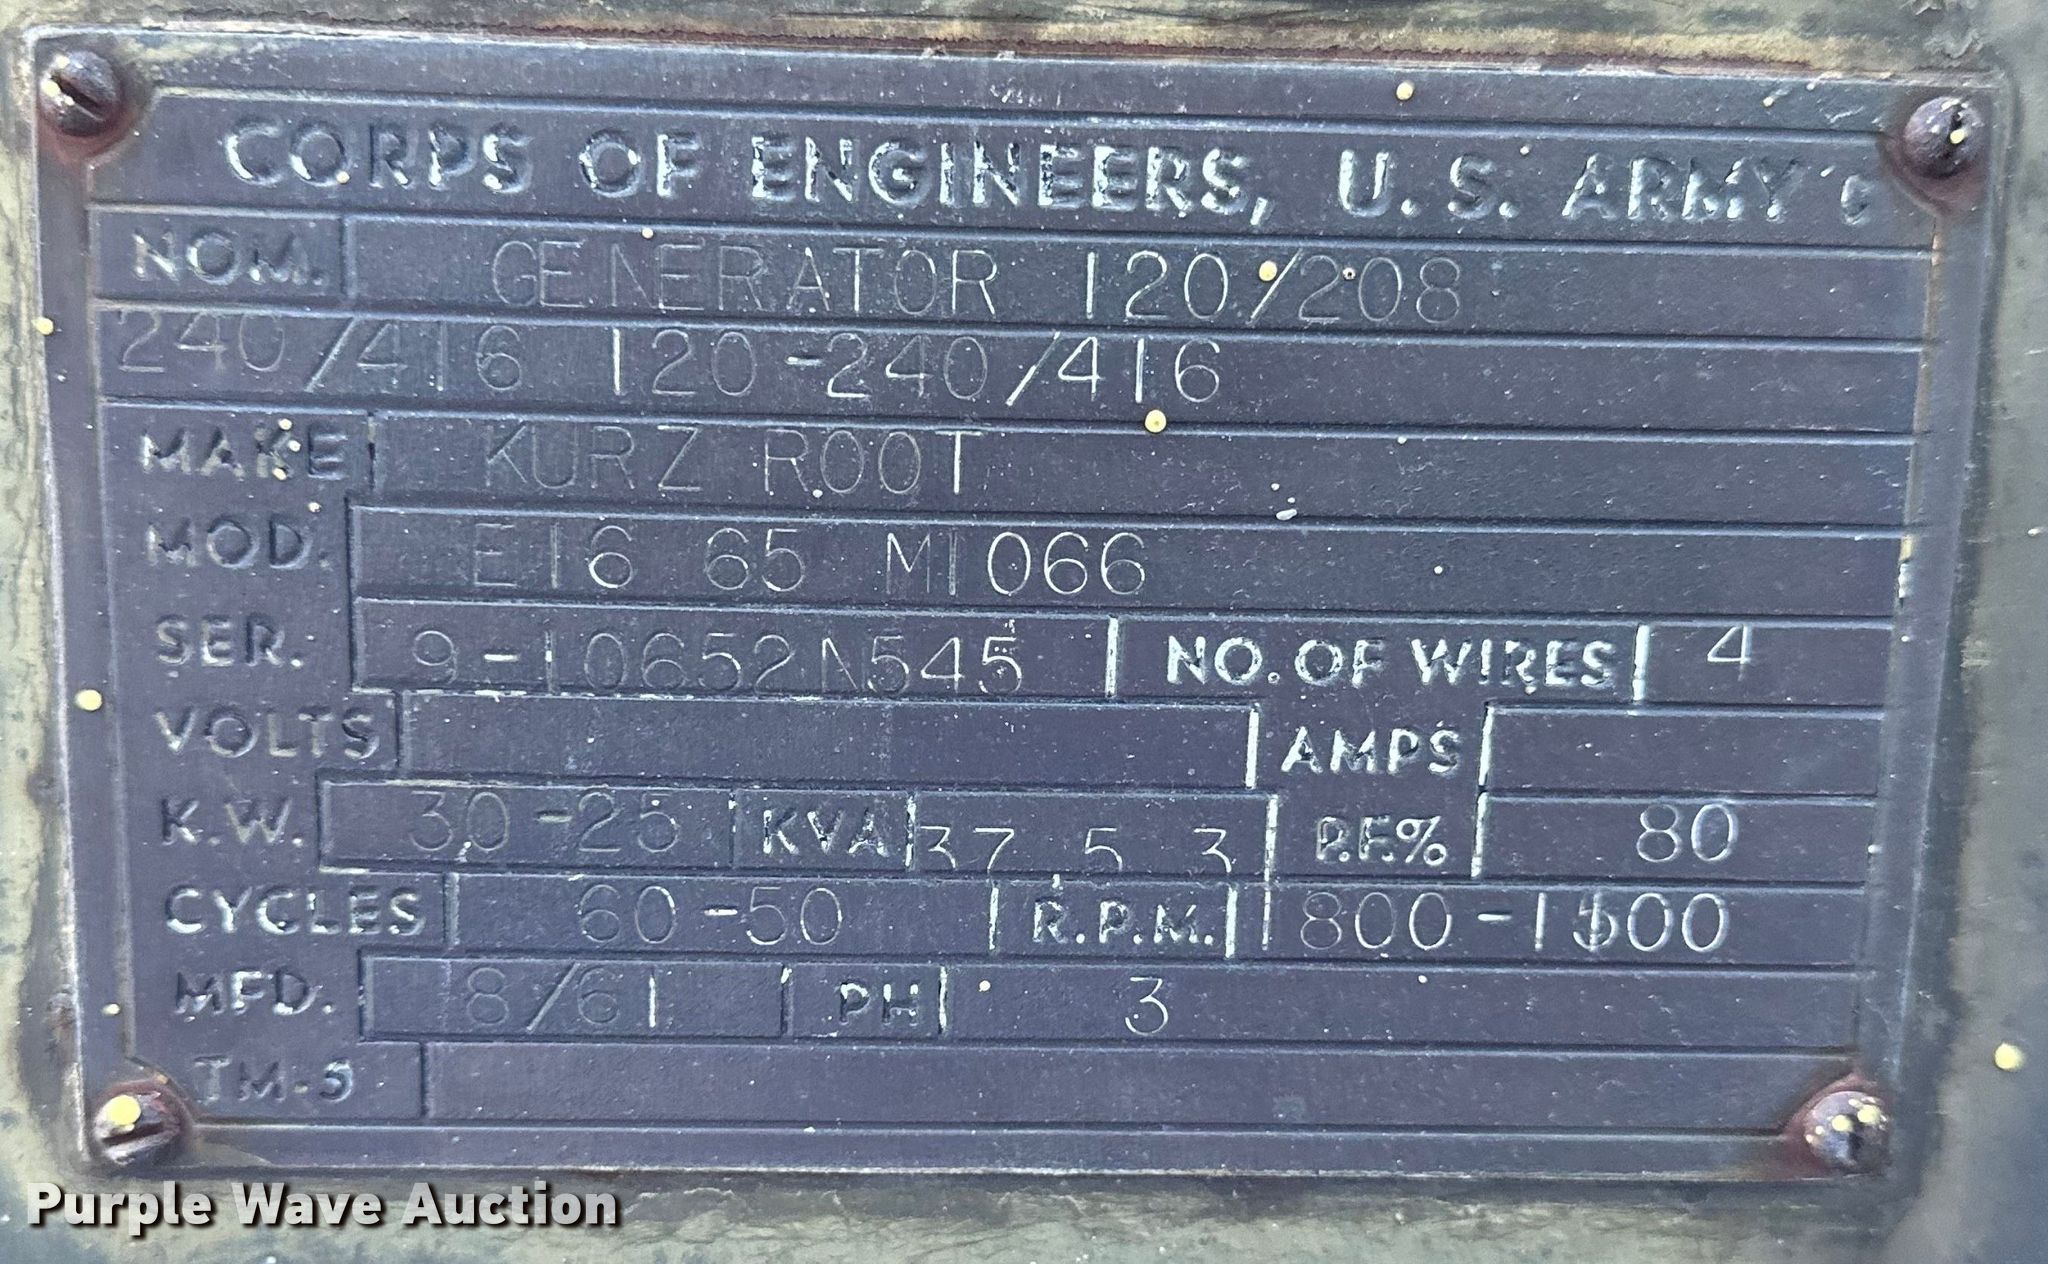 CORPS OF ENGINEERS, U.S. ARMY
NOM. GENERATOR 120/208
240/416 120-240/416
MAKE KURZ ROOT
MOD. E16 65 M1066
SER. 9-10652N545 NO. OF WIRES 4
VOLTS AMPS
K.W. 30-25 KVA 37 5 3 P.F.% 80
CYCLES 60-50 R.P.M. 1800-1500
MFD. 8/61 PH 3
TM-5
Purple Wave Auction